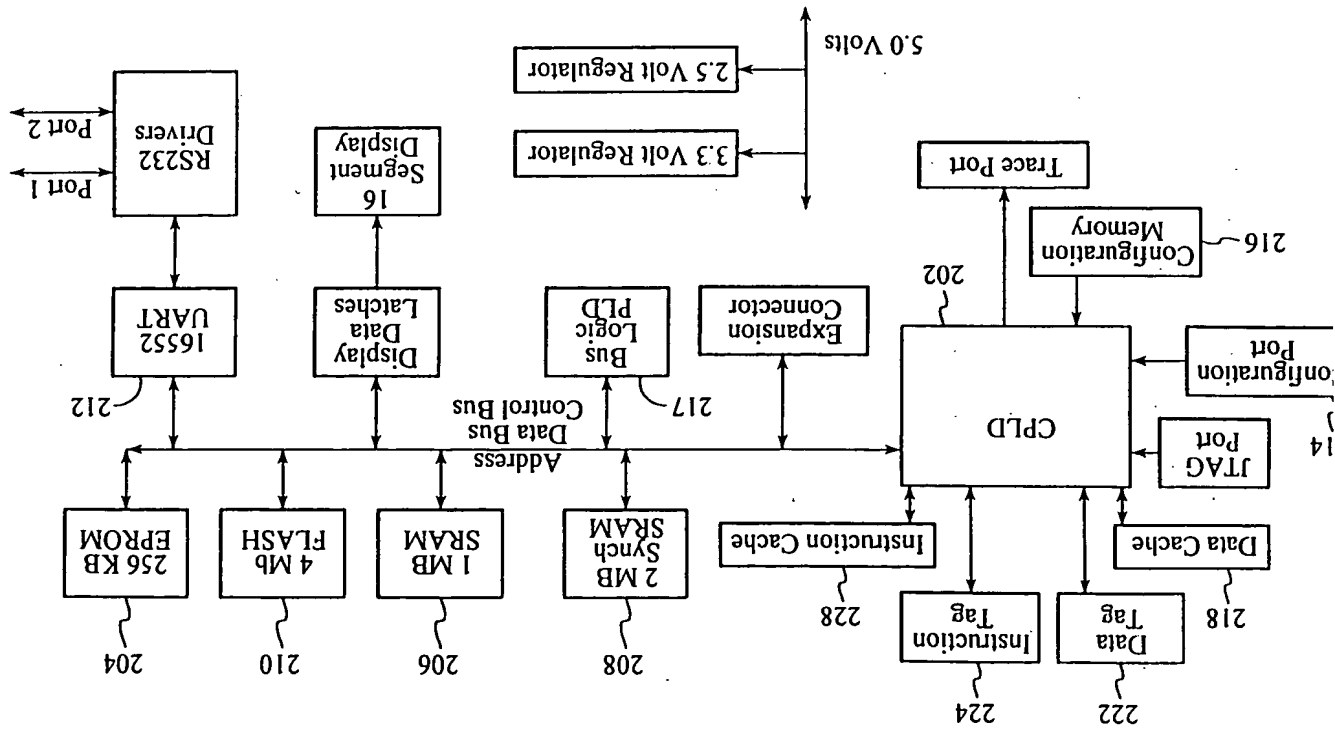 222
224
218
228
208
206
210
204
Data
Tag
Instruction
Tag
Data Cache
Instruction Cache
2 MB
Synch
SRAM
1 MB
SRAM
4 Mb
FLASH
256 KB
EPROM
JTAG
Port
14
Configuration
Port
CPLD
Address
Data Bus
Control Bus
217
212
Expansion
Connector
Bus
Logic
PLD
Display
Data
Latches
16552
UART
216
Configuration
Memory
202
Trace Port
3.3 Volt Regulator
2.5 Volt Regulator
5.0 Volts
16
Segment
Display
RS232
Drivers
Port 1
Port 2